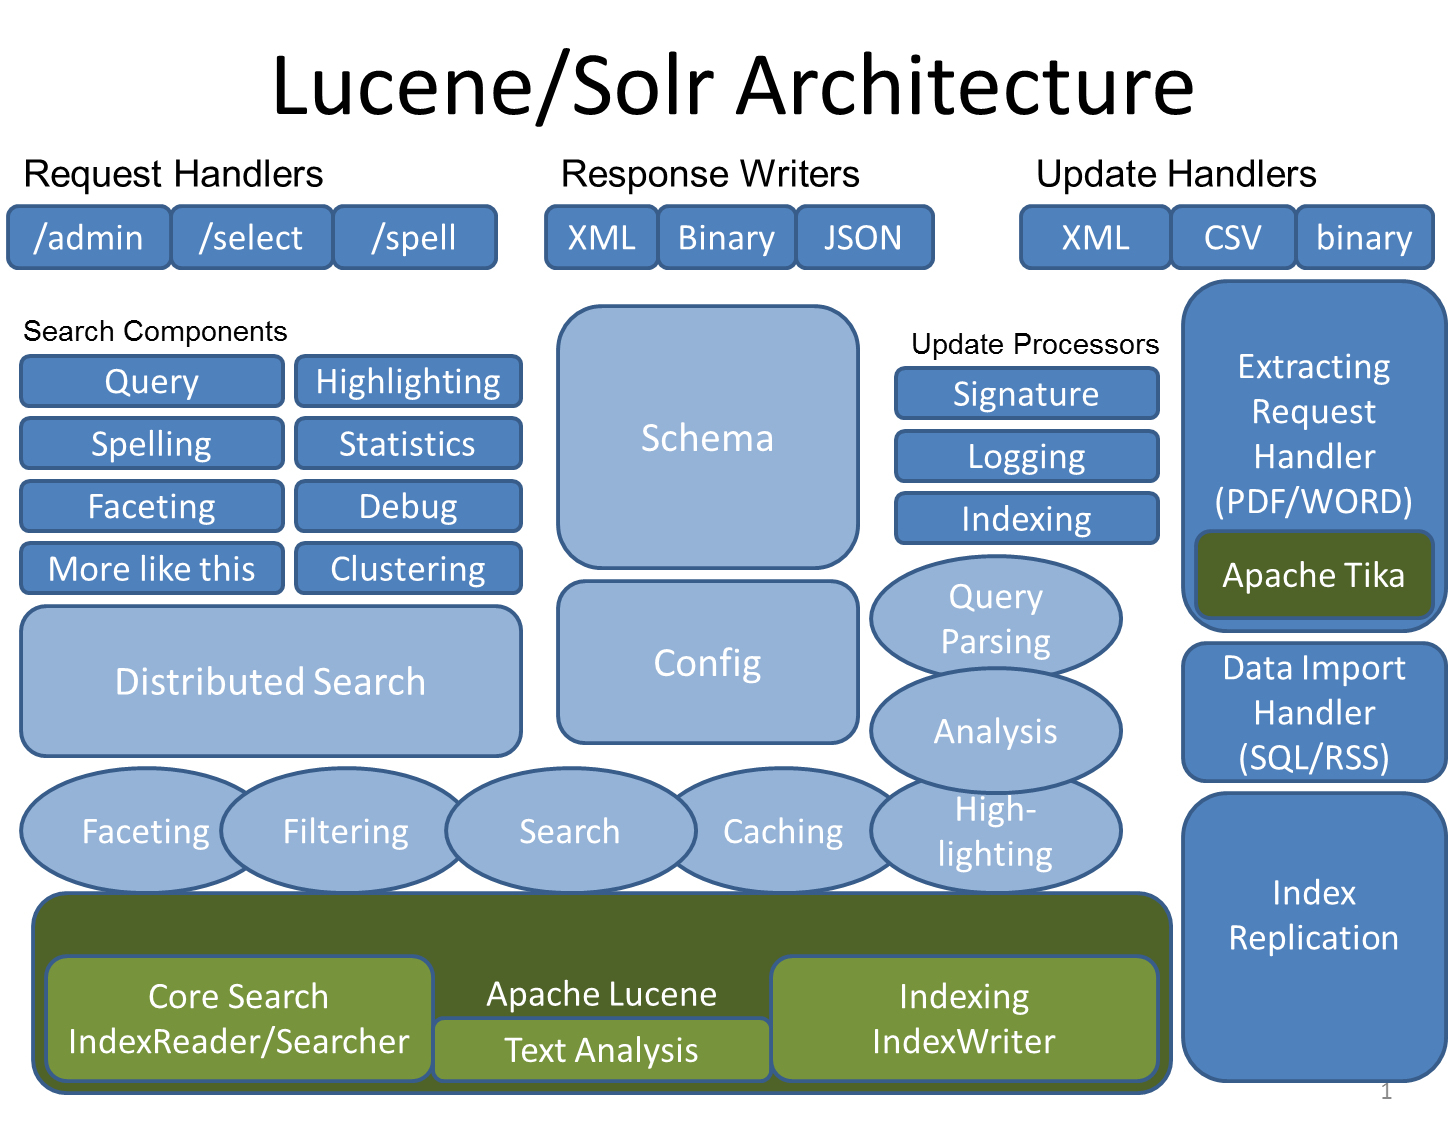 Lucene/Solr Architecture
Request Handlers
/admin
/select
/spell
Response Writers
XML
Binary
JSON
Update Handlers
XML
CSV
binary
Search Components
Query
Highlighting
Spelling
Statistics
Faceting
Debug
More like this
Clustering
Distributed Search
Schema
Config
Update Processors
Signature
Logging
Indexing
Query
Parsing
Analysis
High-
lighting
Extracting
Request
Handler
(PDF/WORD)
Apache Tika
Data Import
Handler
(SQL/RSS)
Index
Replication
Faceting
Filtering
Search
Caching
Core Search
IndexReader/Searcher
Apache Lucene
Text Analysis
Indexing
IndexWriter
1